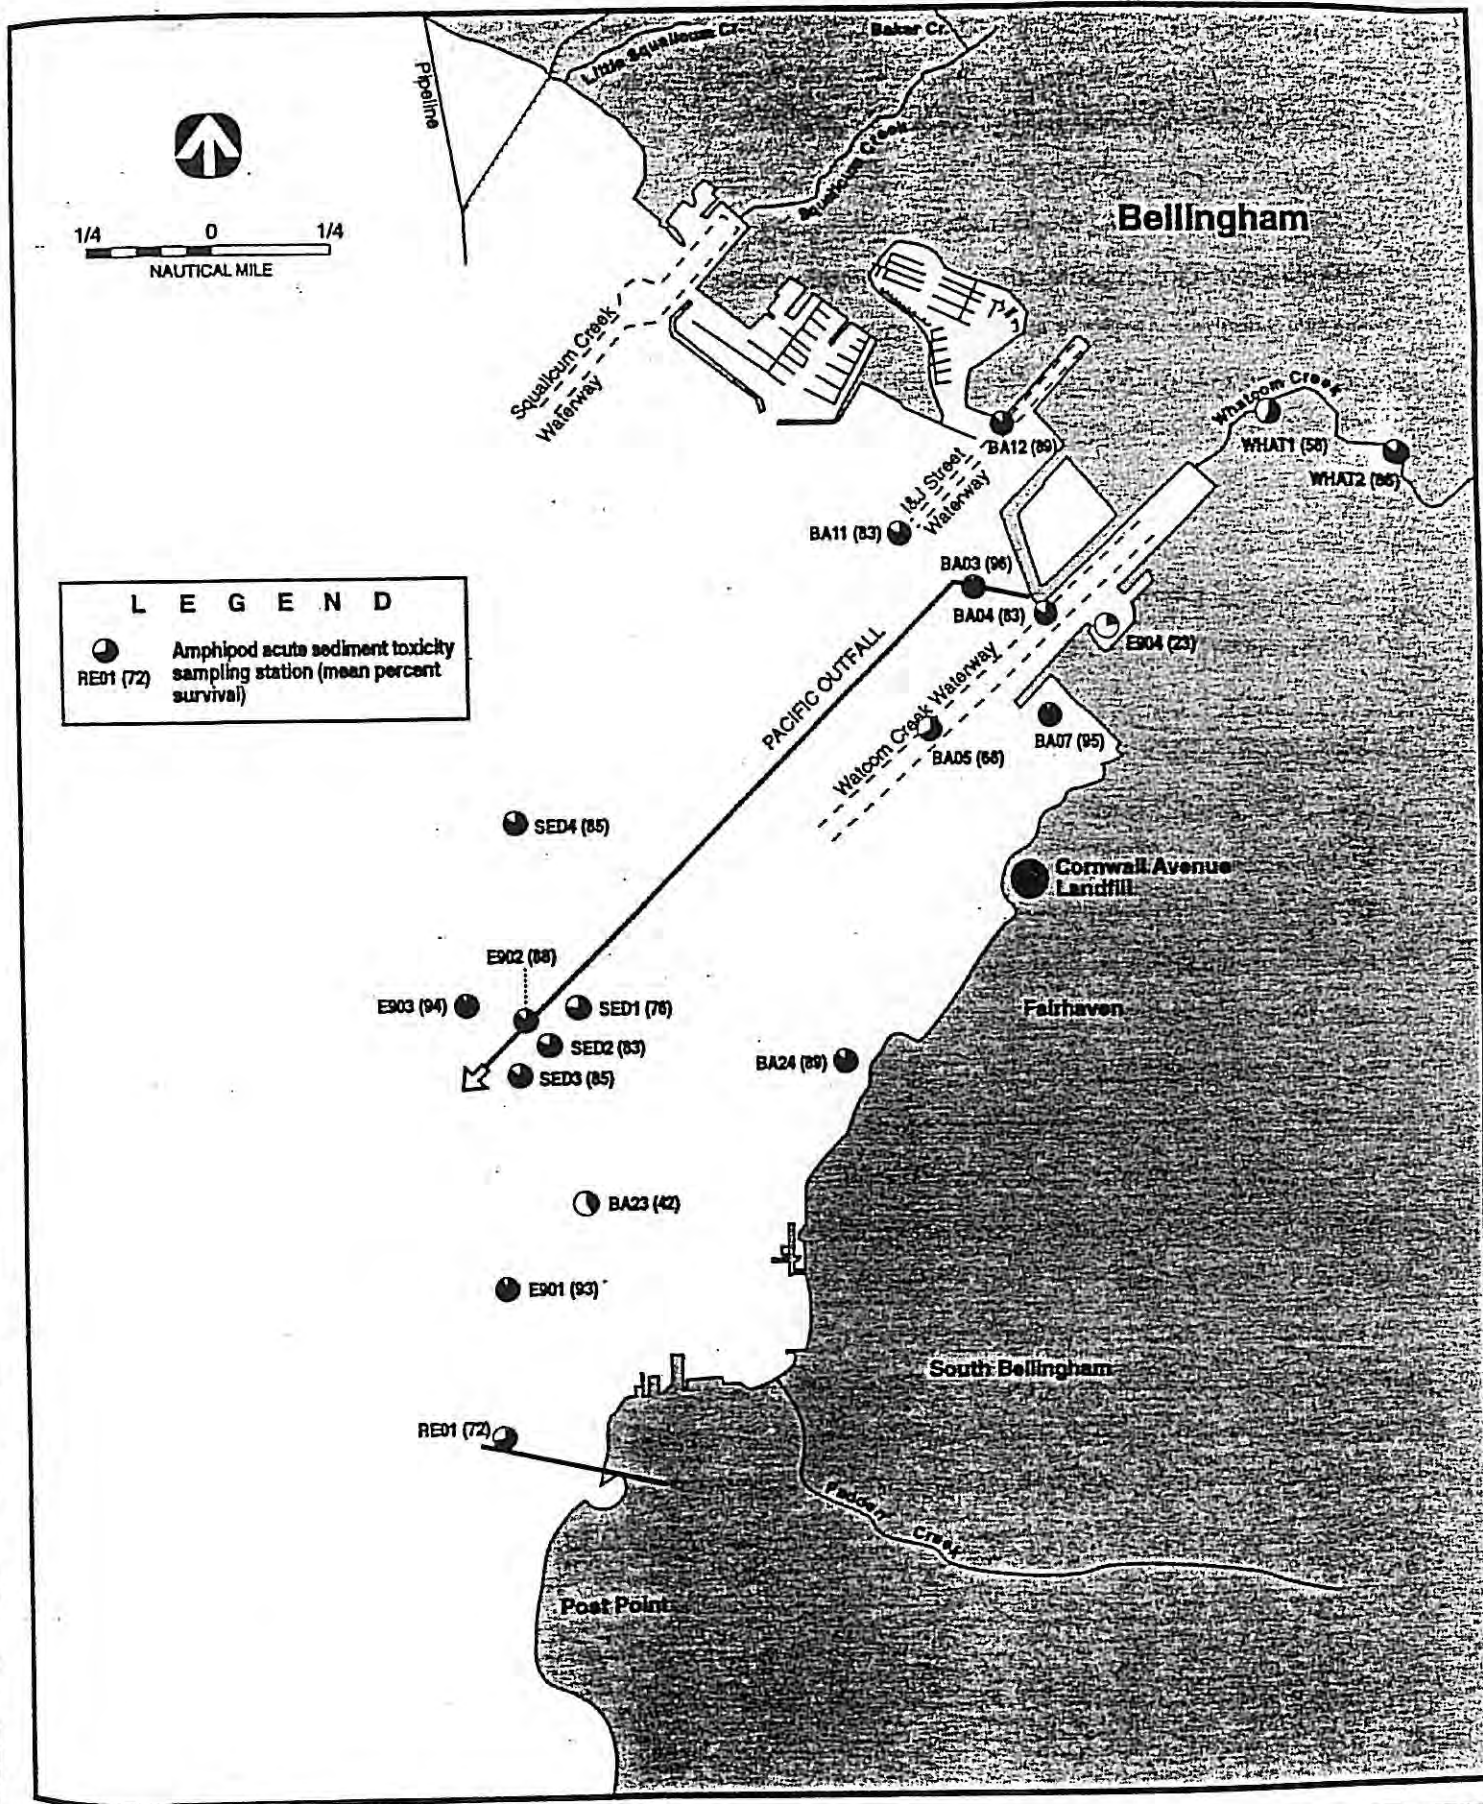 Little Squalicum Cr.
Baker Cr.
Pipeline
Squalicum Creek
Bellingham
1/4 0 1/4
NAUTICAL MILE
Squalicum Creek
Waterway
Whatcom Creek
WHAT1 (58)
BA12 (89)
WHAT2 (86)
I&J Street
Waterway
BA11 (83)
BA03 (96)
BA04 (83)
E904 (23)
L E G E N D
Amphipod acute sediment toxicity
RE01 (72) sampling station (mean percent
survival)
PACIFIC OUTFALL
Watcom Creek Waterway
BA07 (95)
BA05 (68)
SED4 (85)
Cornwall Avenue
Landfill
E902 (88)
E903 (94)
SED1 (76)
Fairhaven
SED2 (83)
BA24 (89)
SED3 (85)
BA23 (42)
E901 (93)
South Bellingham
RE01 (72)
Padden Creek
Post Point